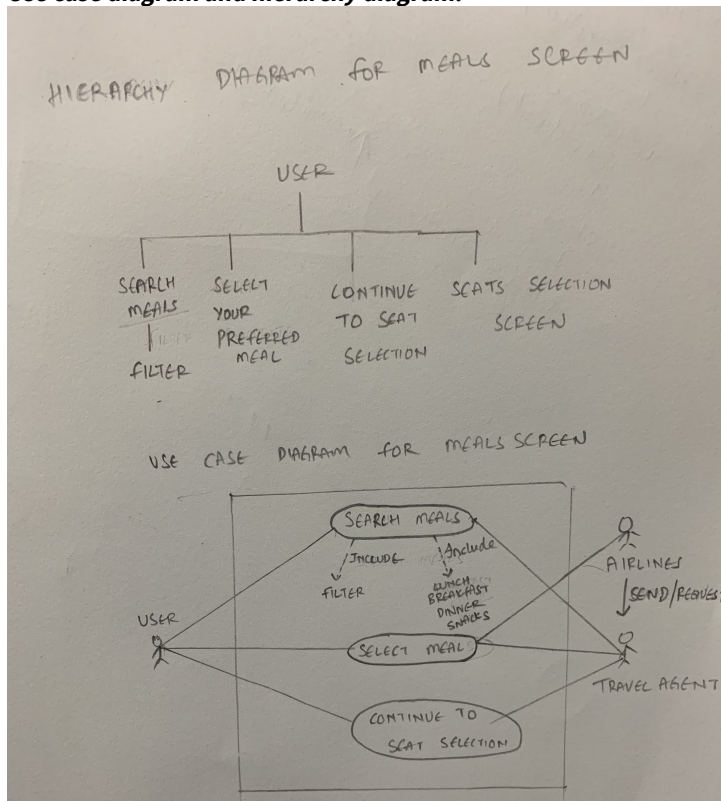 Use case diagram and hierarchy diagram:
HIERARCHY DIAGRAM FOR MEALS SCREEN
USER
SEARCH
MEALS
FILTER
SELECT
YOUR
PREFERRED
MEAL
CONTINUE
TO SEAT
SELECTION
SEATS SELECTION
SCREEN
USE CASE DIAGRAM FOR MEALS SCREEN
SEARCH MEALS
INCLUDE
FILTER
Include
LUNCH
BREAKFAST
DINNER
SNACKS
USER
SELECT MEAL
CONTINUE TO
SEAT SELECTION
AIRLINES
SEND/REQUES
TRAVEL AGENT